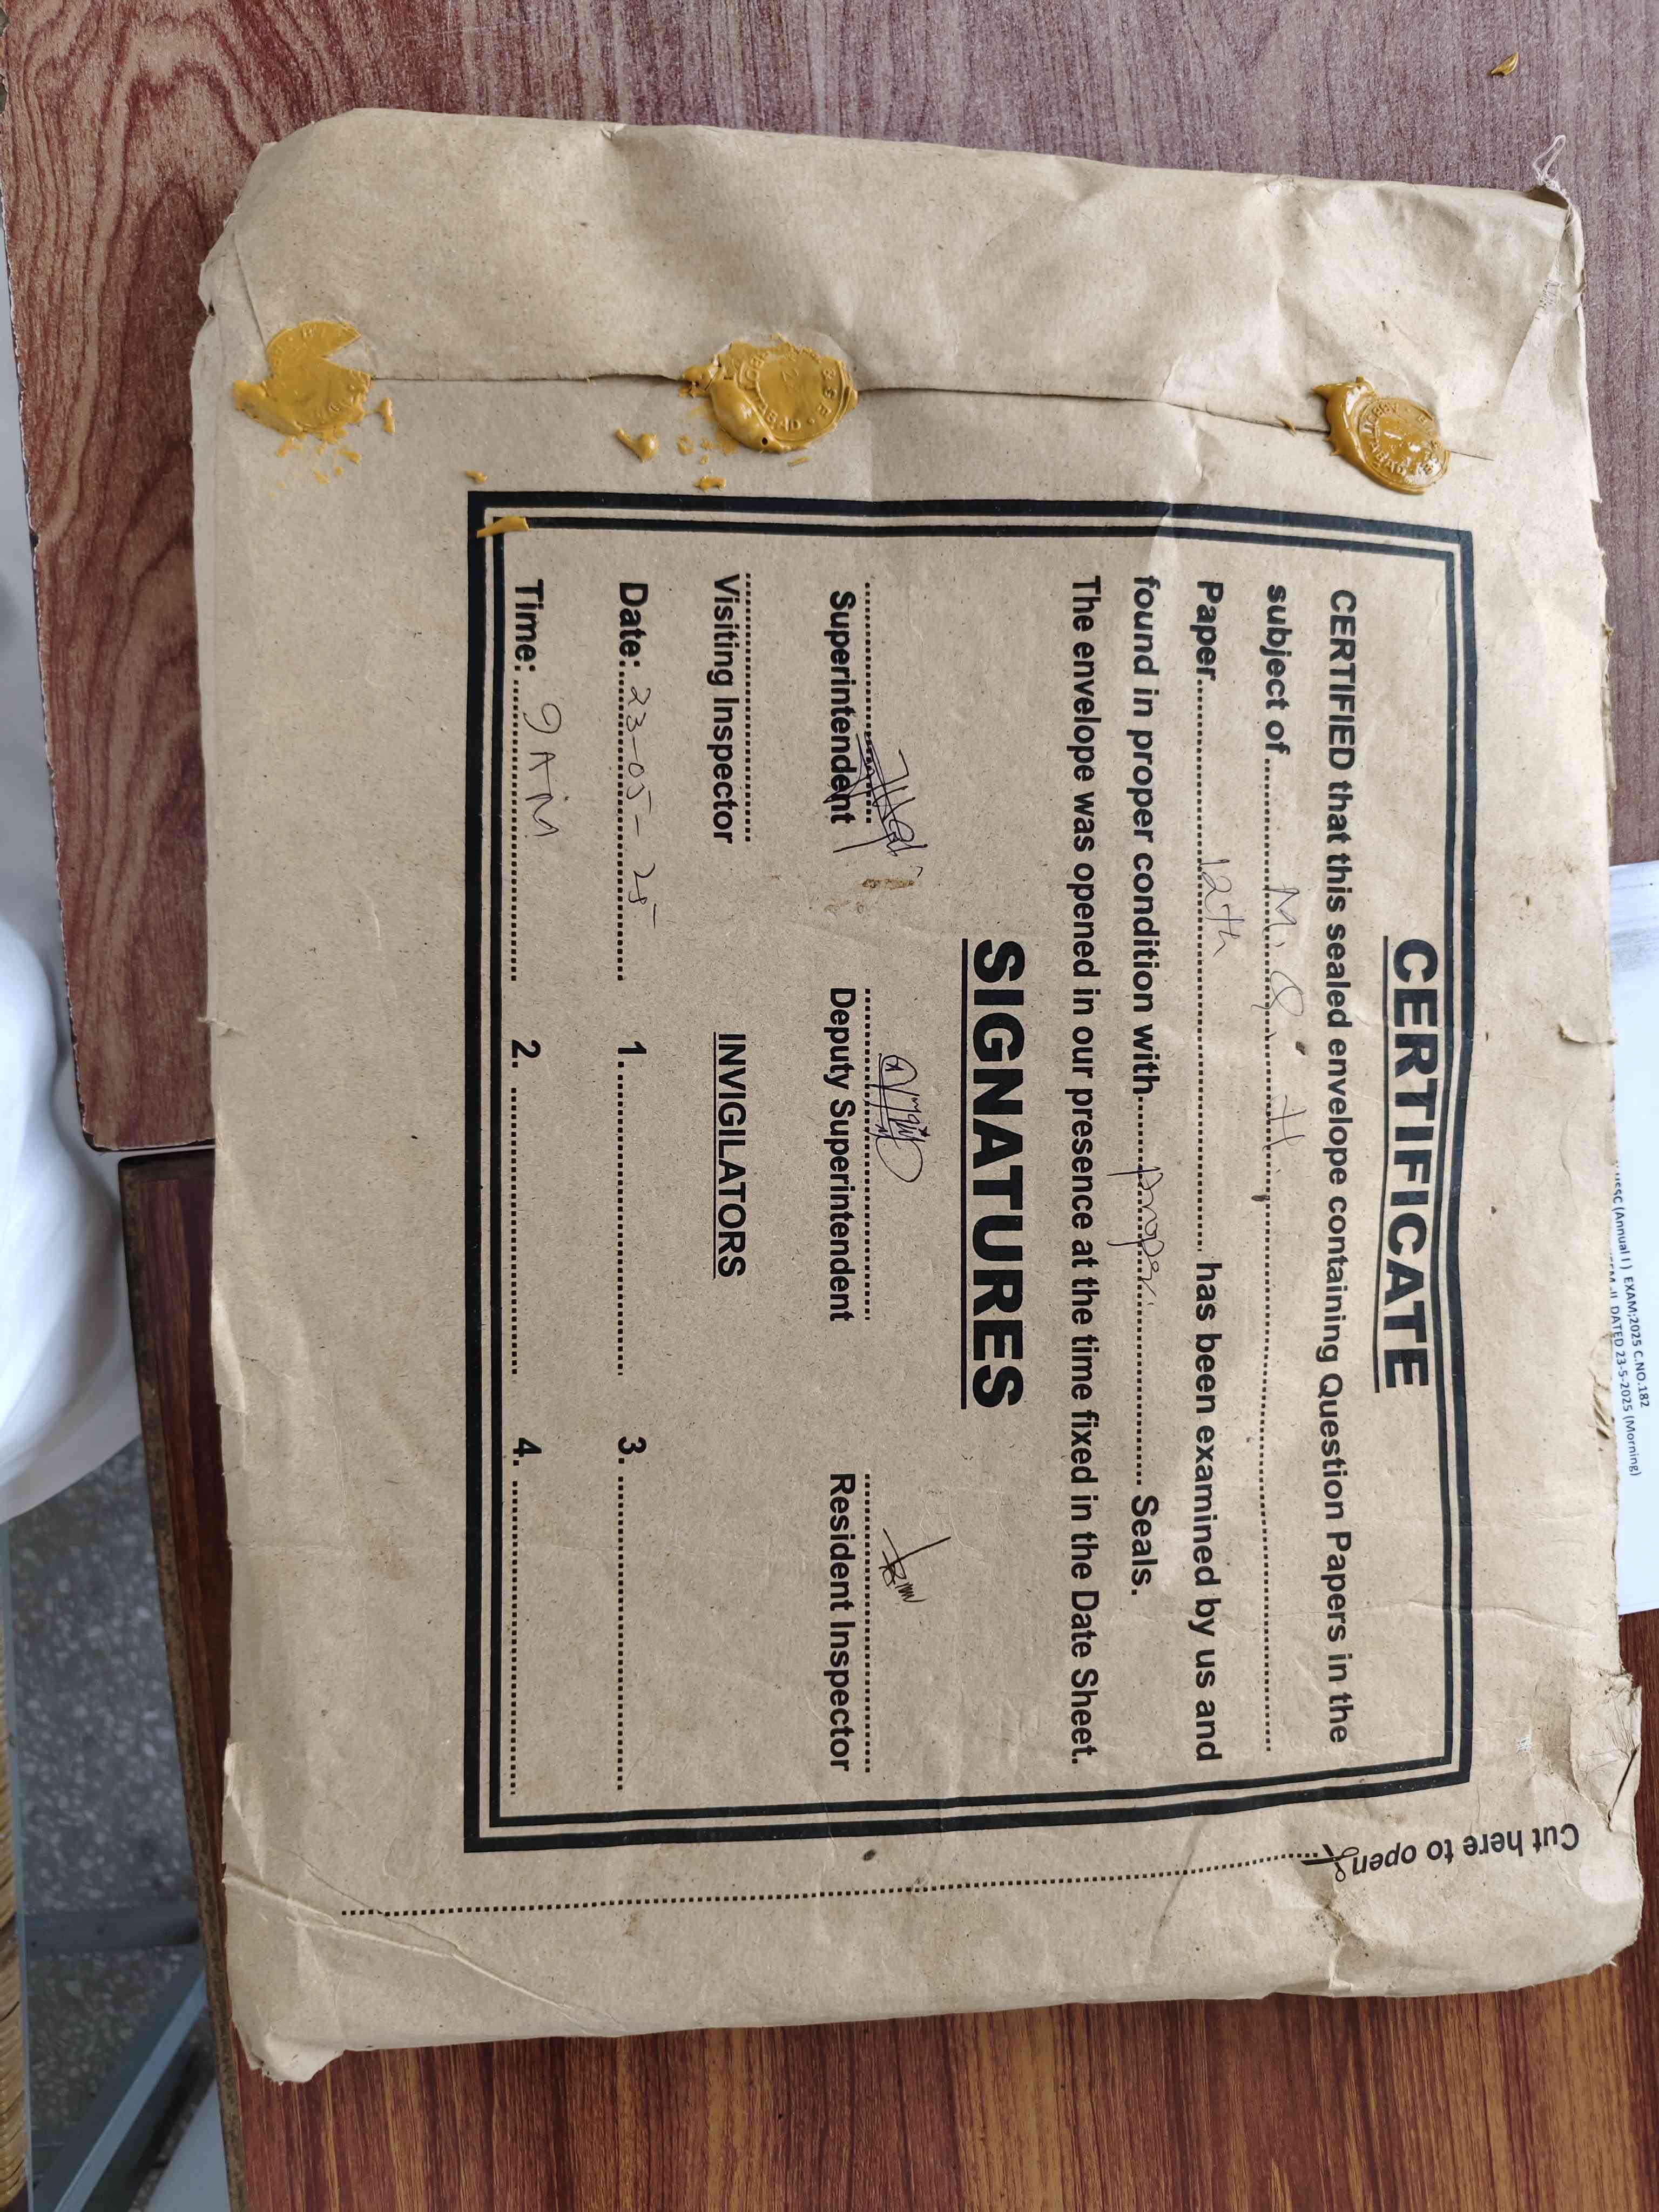 CERTIFICATE
CERTIFIED that this sealed envelope containing Question Papers in the
subject of M. Q. H.
Paper 12th has been examined by us and
found in proper condition with proper Seals.
The envelope was opened in our presence at the time fixed in the Date Sheet.
SIGNATURES
Superintendent Deputy Superintendent Resident Inspector
Visiting Inspector INVIGILATORS
Date: 23-05-25 1. 3.
Time: 9 AM 2. 4.
Cut here to open
HSSC (Annual I) EXAM;2025 C.NO.182
DATED 23-5-2025 (Morning)